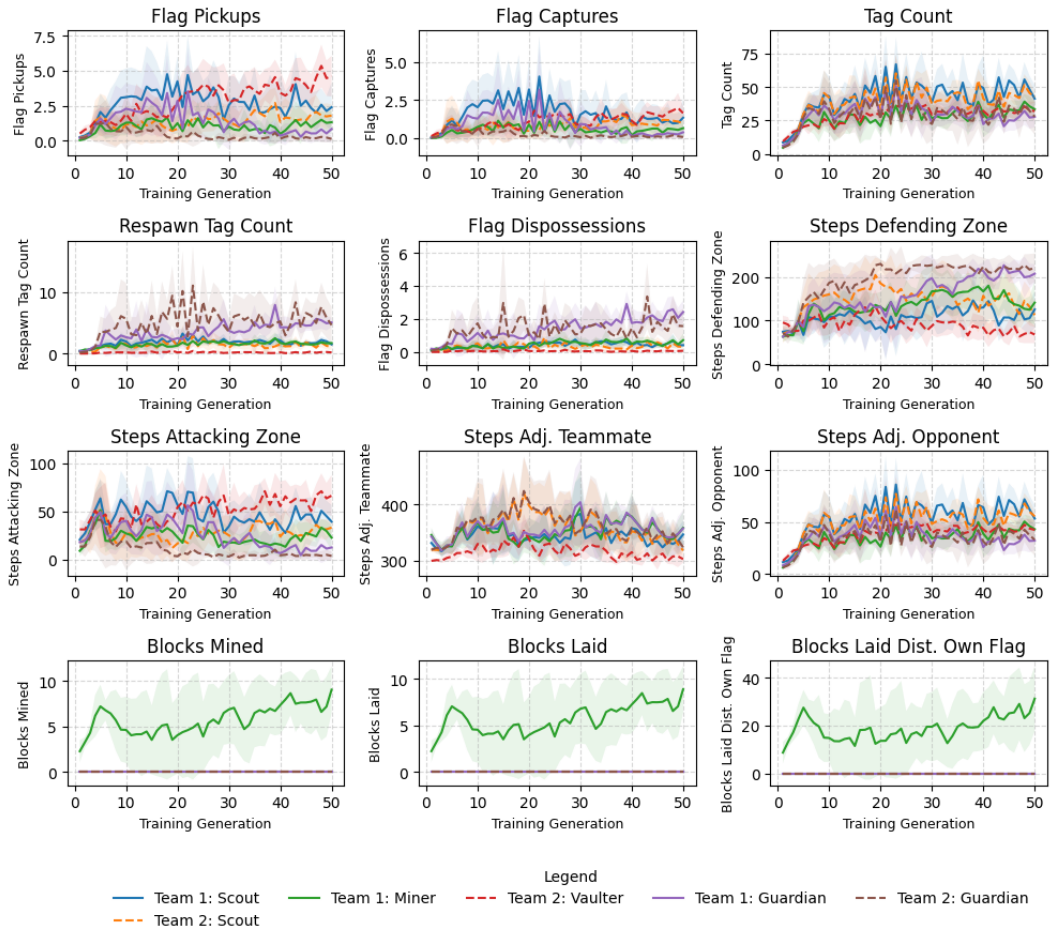 Flag Pickups
Flag Captures
Tag Count
Flag Pickups
7.5
5.0
2.5
0.0
0 10 20 30 40 50
Training Generation
Flag Captures
5.0
2.5
0.0
0 10 20 30 40 50
Training Generation
Tag Count
75
50
25
0
0 10 20 30 40 50
Training Generation
Respawn Tag Count
Flag Dispossessions
Steps Defending Zone
Respawn Tag Count
10
0
0 10 20 30 40 50
Training Generation
Flag Dispossessions
6
4
2
0
0 10 20 30 40 50
Training Generation
Steps Defending Zone
200
100
0
0 10 20 30 40 50
Training Generation
Steps Attacking Zone
Steps Adj. Teammate
Steps Adj. Opponent
Steps Attacking Zone
100
50
0
0 10 20 30 40 50
Training Generation
Steps Adj. Teammate
400
300
0 10 20 30 40 50
Training Generation
Steps Adj. Opponent
100
50
0
0 10 20 30 40 50
Training Generation
Blocks Mined
Blocks Laid
Blocks Laid Dist. Own Flag
Blocks Mined
10
5
0
0 10 20 30 40 50
Training Generation
Blocks Laid
10
5
0
0 10 20 30 40 50
Training Generation
Blocks Laid Dist. Own Flag
40
20
0
0 10 20 30 40 50
Training Generation
Legend
Team 1: Scout
Team 1: Miner
Team 2: Vaulter
Team 1: Guardian
Team 2: Guardian
Team 2: Scout